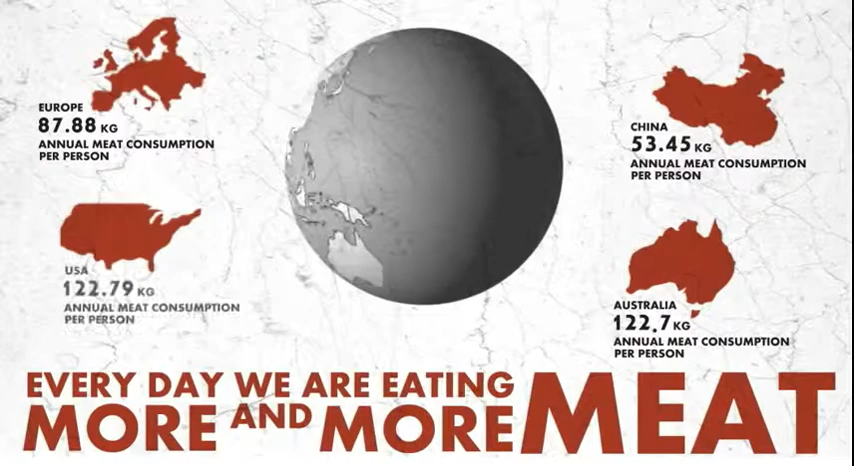 EUROPE
87.88 KG
ANNUAL MEAT CONSUMPTION
PER PERSON
CHINA
53.45 KG
ANNUAL MEAT CONSUMPTION
PER PERSON
USA
122.79 KG
ANNUAL MEAT CONSUMPTION
PER PERSON
AUSTRALIA
122,7 KG
ANNUAL MEAT CONSUMPTION
PER PERSON
EVERY DAY WE ARE EATING
MORE AND MORE MEAT